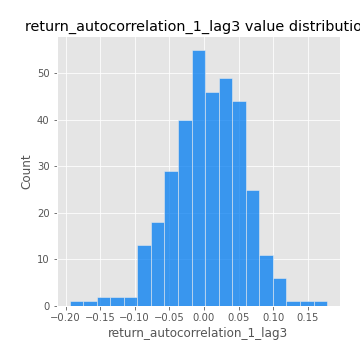 return_autocorrelation_1_lag3 value distributio
50
40
30
20
10
0
Count
−0.20 −0.15 −0.10 −0.05 0.00 0.05 0.10 0.15
return_autocorrelation_1_lag3